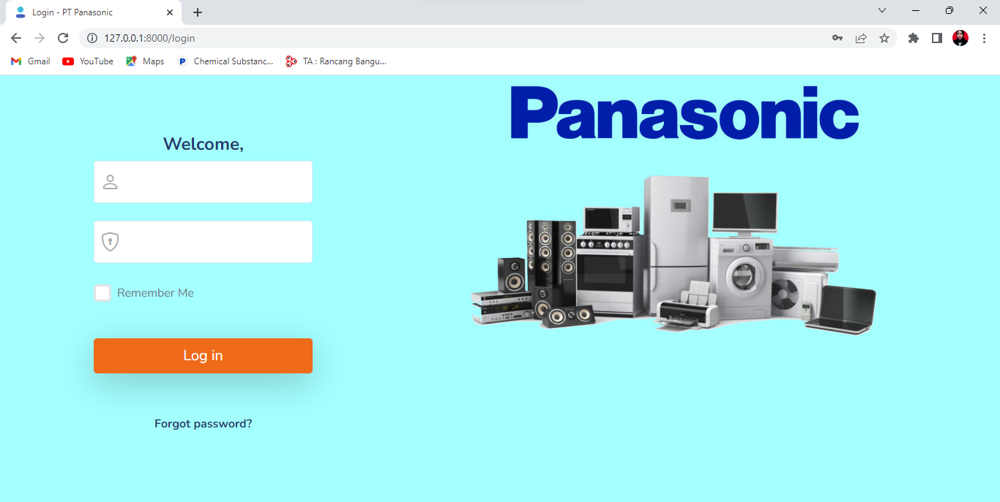 Login - PT Panasonic
127.0.0.1:8000/login
Gmail
YouTube
Maps
Chemical Substanc...
TA : Rancang Bangu...
Panasonic
Welcome,
Remember Me
Log in
Forgot password?